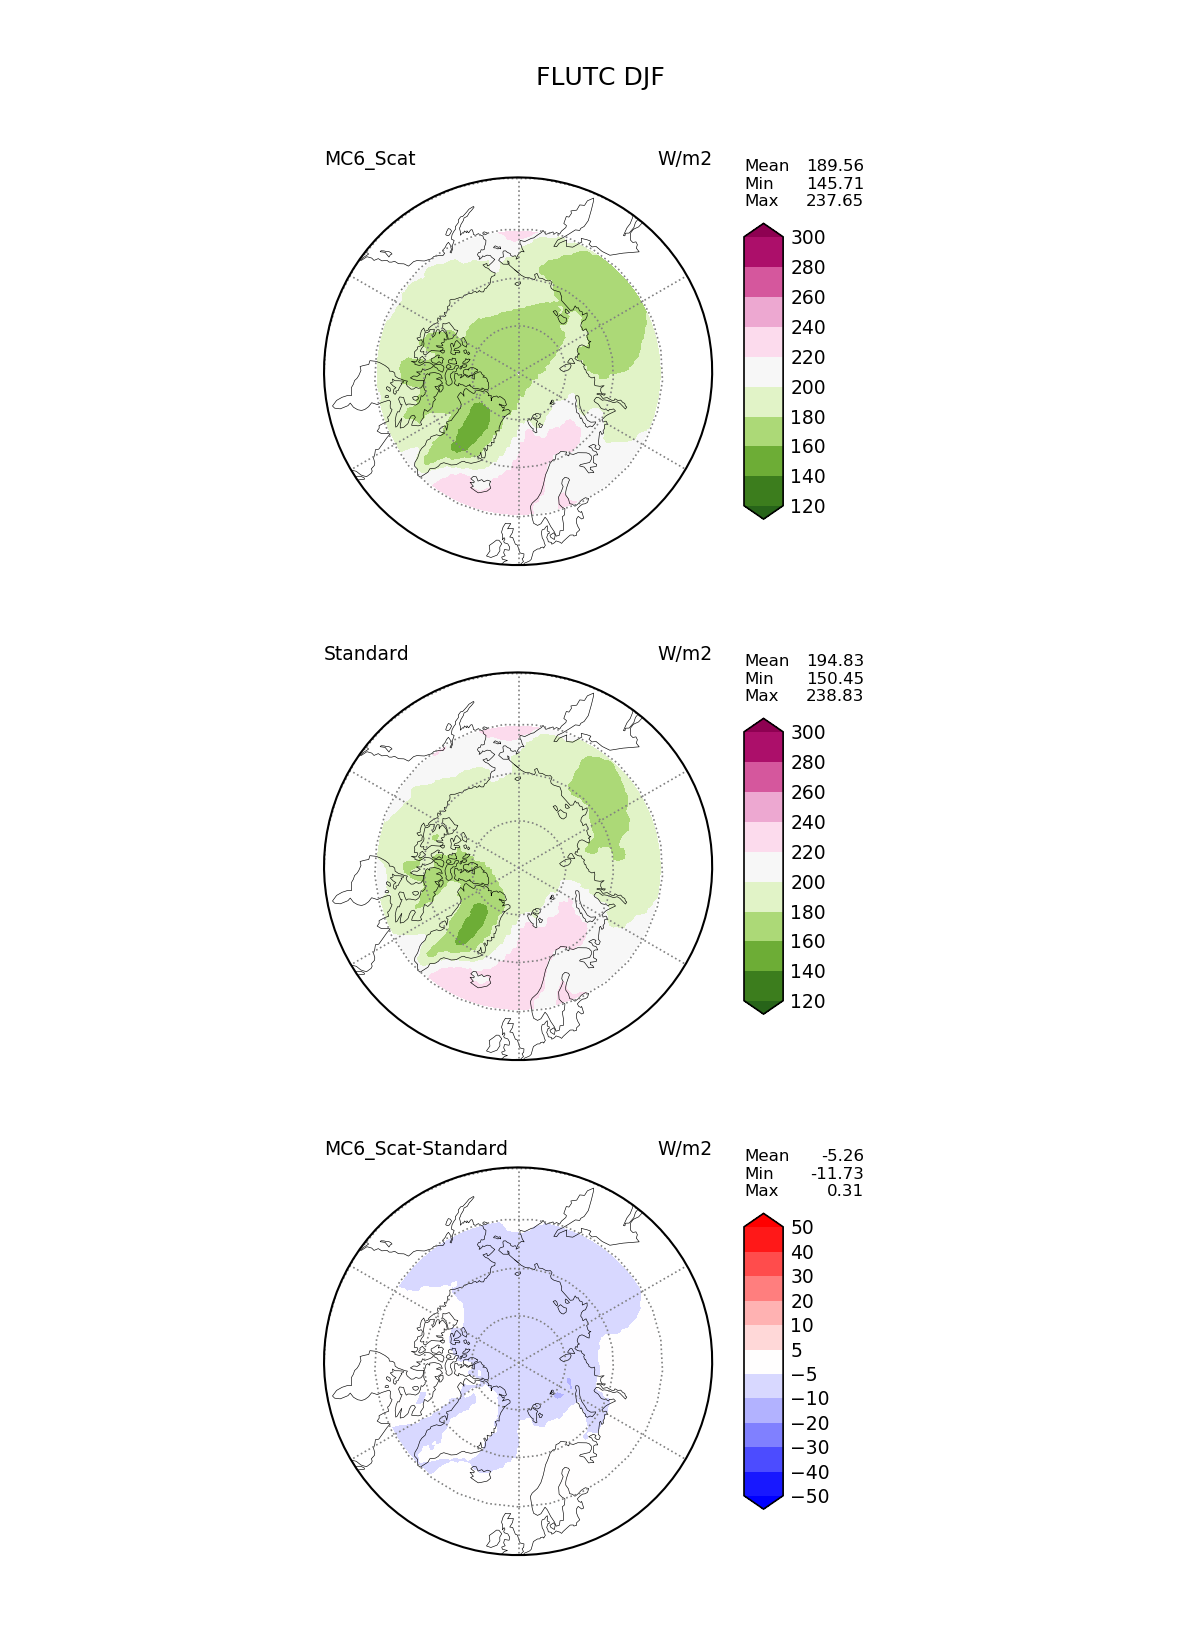 FLUTC DJF
MC6_Scat W/m2
Mean 189.56
Min 145.71
Max 237.65
300
280
260
240
220
200
180
160
140
120
Standard W/m2
Mean 194.83
Min 150.45
Max 238.83
300
280
260
240
220
200
180
160
140
120
MC6_Scat-Standard W/m2
Mean -5.26
Min -11.73
Max 0.31
50
40
30
20
10
5
−5
−10
−20
−30
−40
−50